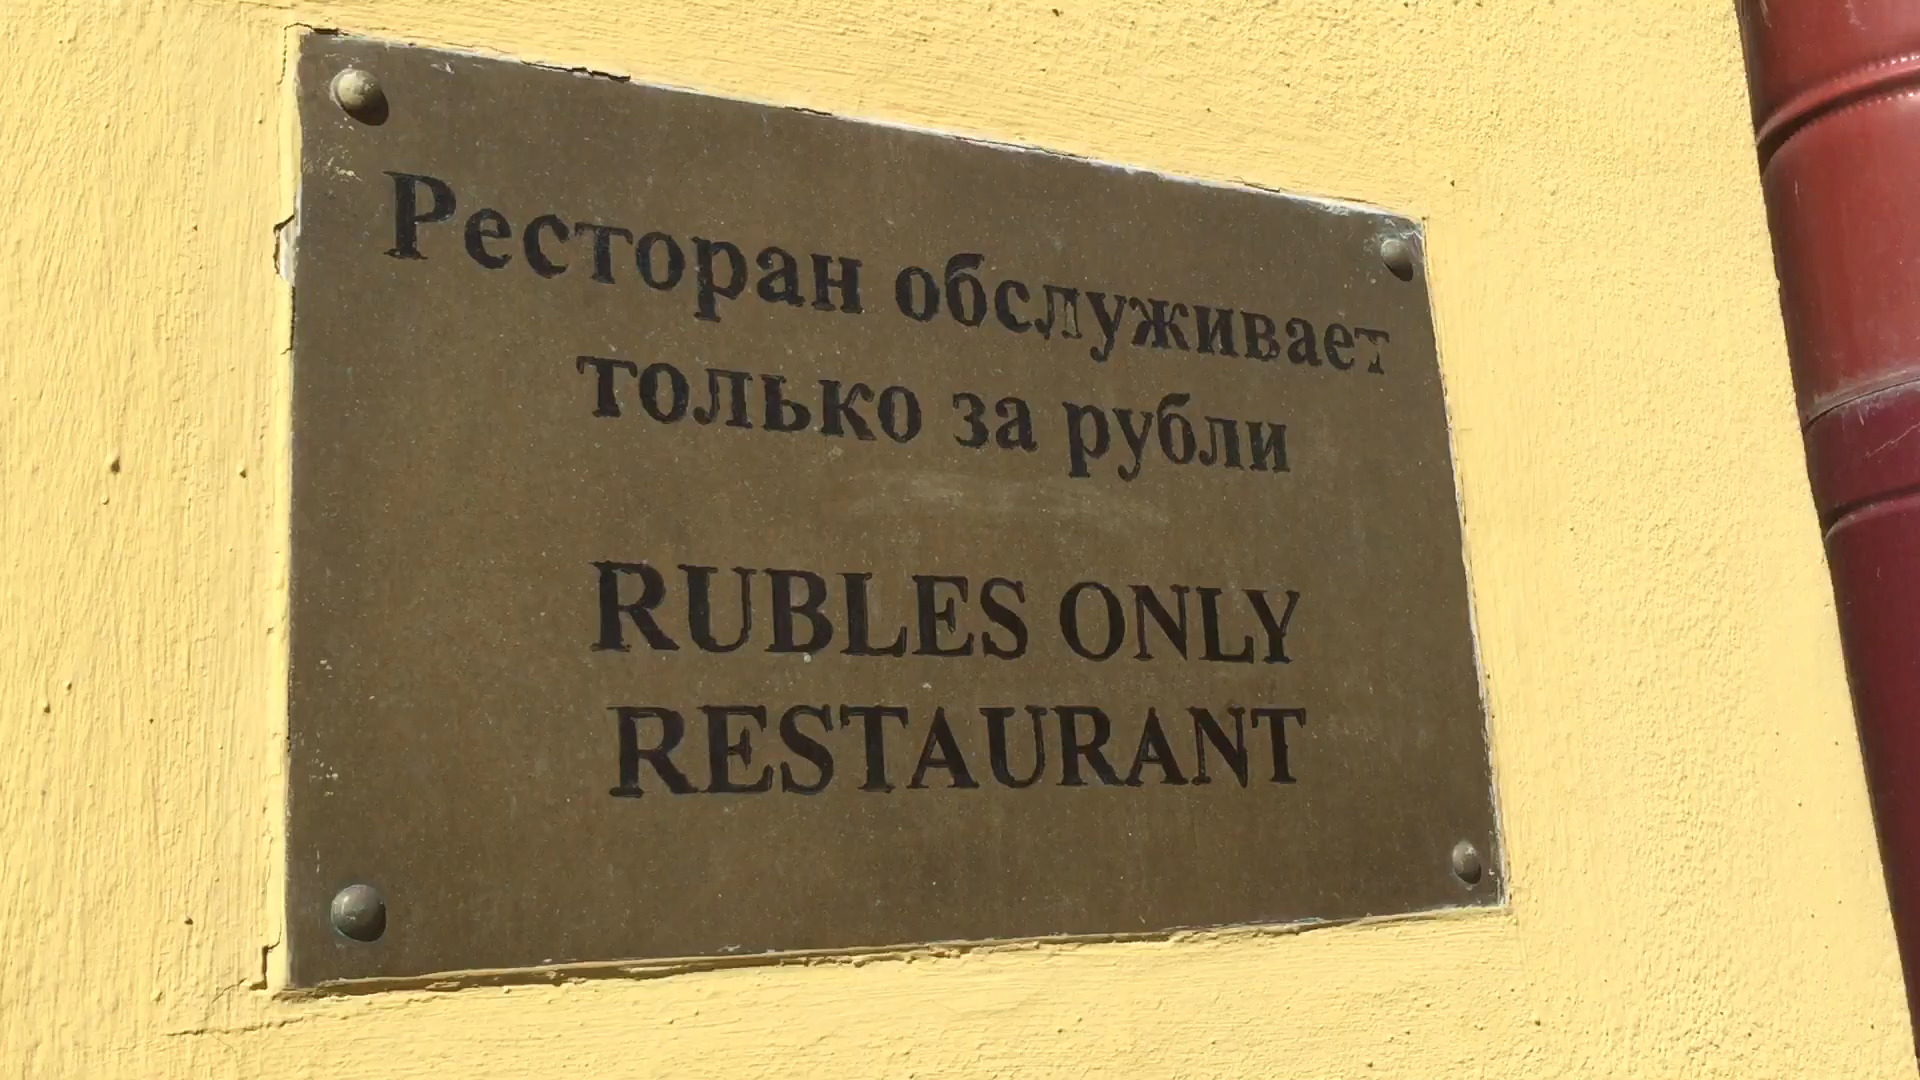 Ресторан обслуживает
только за рубли
RUBLES ONLY
RESTAURANT